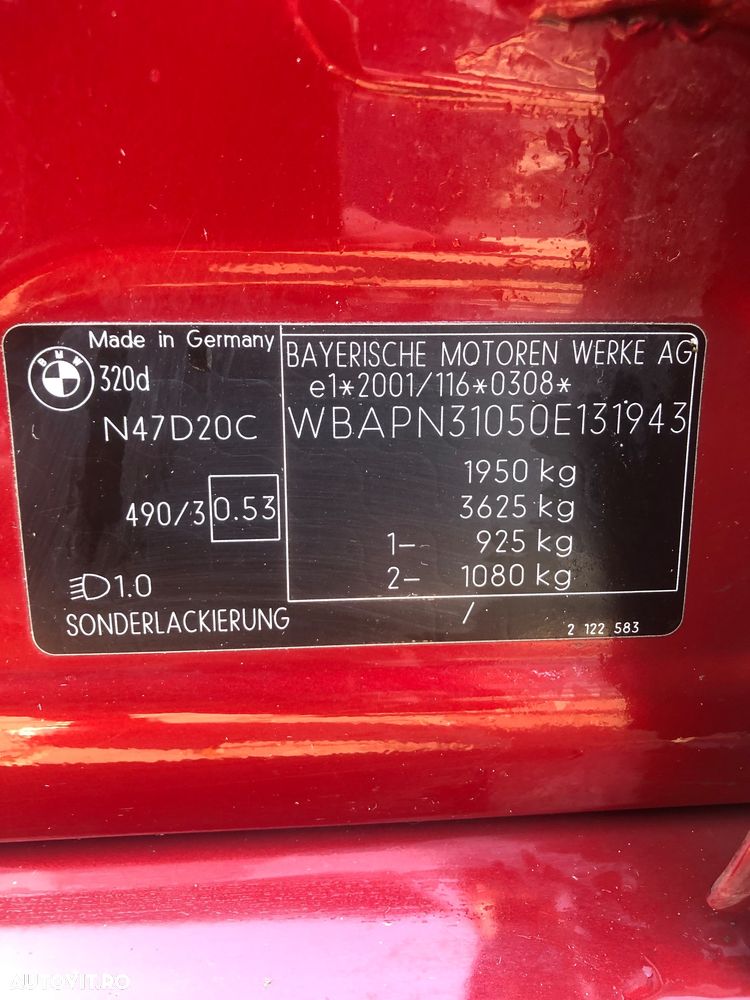 Made in Germany
BMW
320d
N47D20C
490/3 0.53
1.0
SONDERLACKIERUNG
BAYERISCHE MOTOREN WERKE AG
e1*2001/116*0308*
WBAPN31050E131943
1950 kg
3625 kg
1- 925 kg
2- 1080 kg
/
2 122 583
AUTOVIT.RO